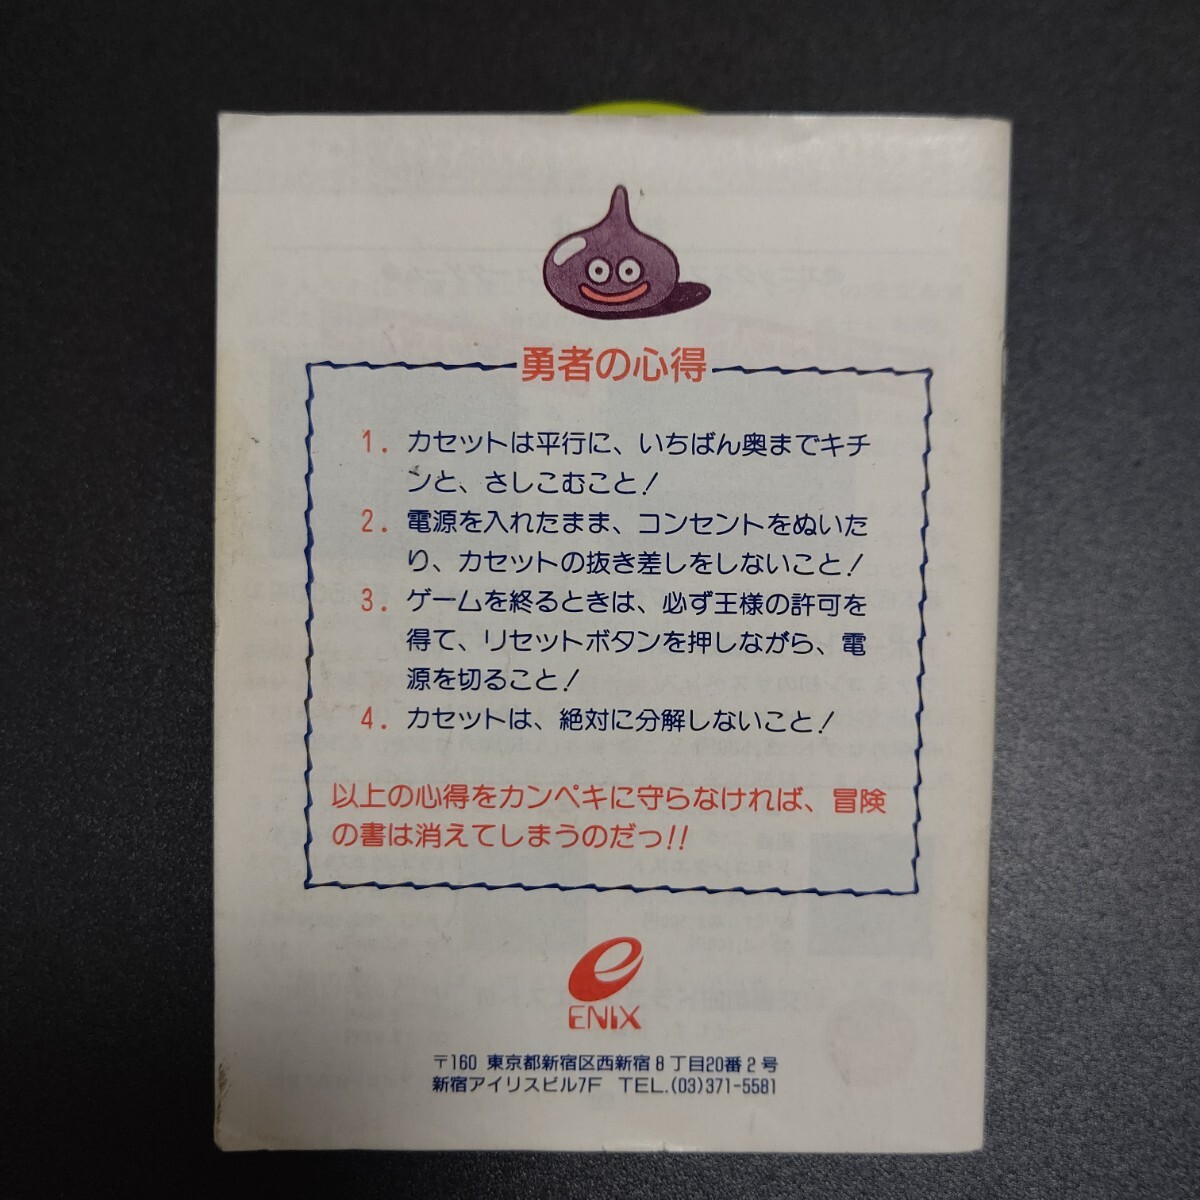 勇者の心得
1. カセットは平行に、いちばん奥までキチ
ンと、さしこむこと！
2. 電源を入れたまま、コンセントをぬいた
り、カセットの抜き差しをしないこと！
3. ゲームを終るときは、必ず王様の許可を
得て、リセットボタンを押しながら、電
源を切ること！
4. カセットは、絶対に分解しないこと！
以上の心得をカンペキに守らなければ、冒険
の書は消えてしまうのだっ!!
ENIX
〒160 東京都新宿区西新宿8丁目20番2号
新宿アイリスビル7F TEL.(03)371-5581